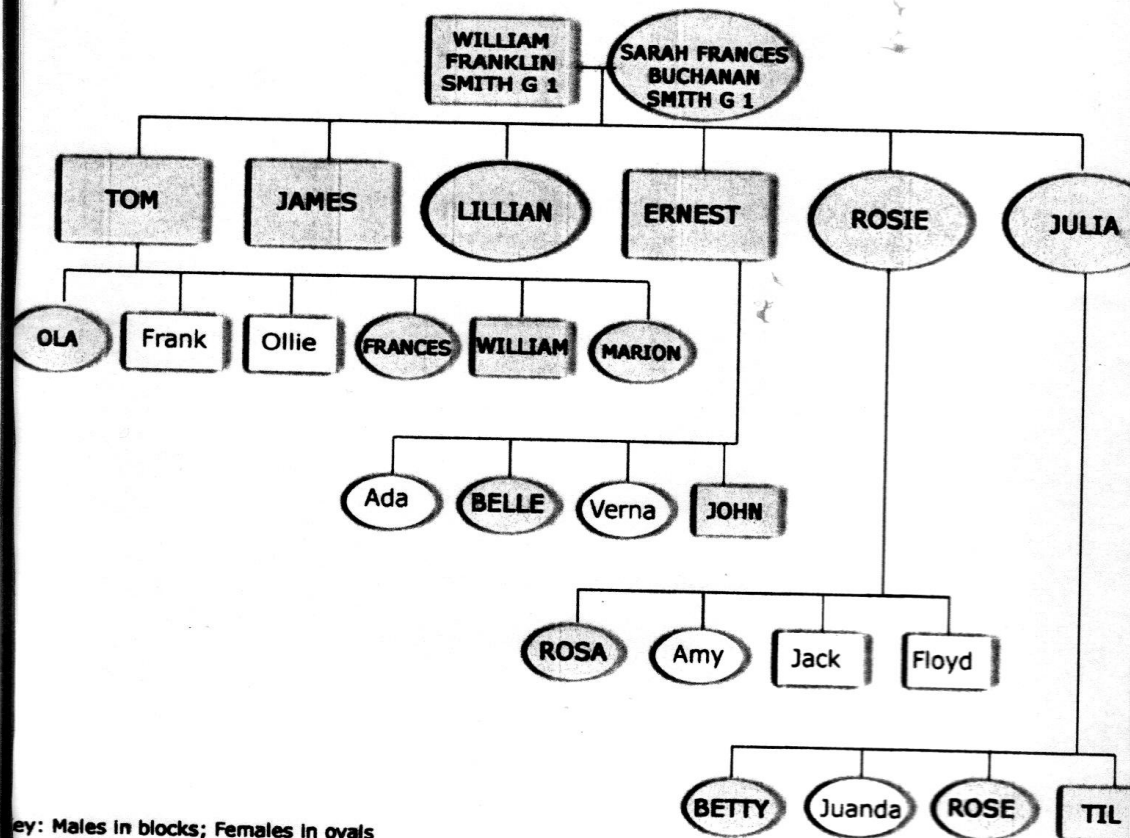 WILLIAM
FRANKLIN
SMITH G 1
SARAH FRANCES
BUCHANAN
SMITH G 1
TOM
JAMES
LILLIAN
ERNEST
ROSIE
JULIA
OLA
Frank
Ollie
FRANCES
WILLIAM
MARION
Ada
BELLE
Verna
JOHN
ROSA
Amy
Jack
Floyd
BETTY
Juanda
ROSE
TIL
ey: Males in blocks; Females in ovals